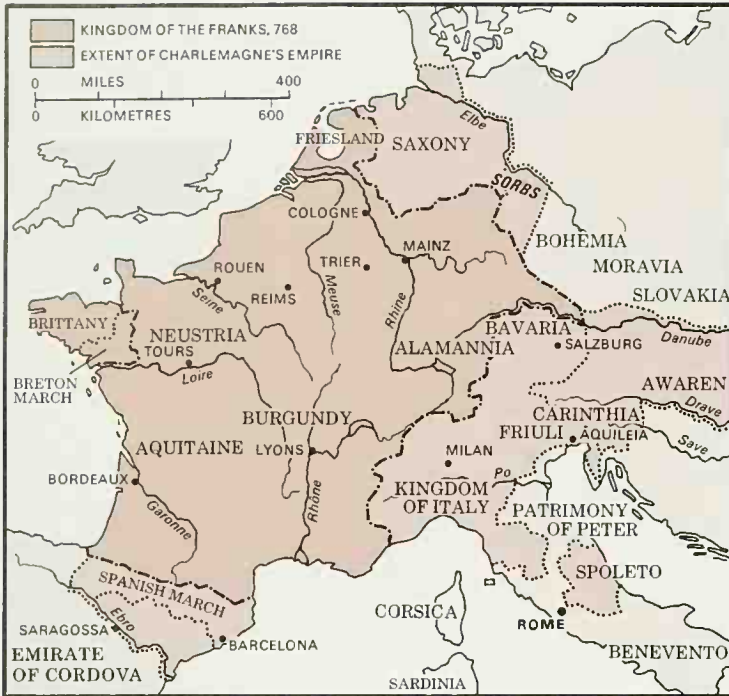 KINGDOM OF THE FRANKS, 768
EXTENT OF CHARLEMAGNE'S EMPIRE
0 MILES 400
0 KILOMETRES 600
FRIESLAND
SAXONY
Elbe
SORBS
COLOGNE
BOHEMIA
MAINZ
TRIER
MORAVIA
ROUEN
REIMS
Meuse
Seine
Rhine
SLOVAKIA
BRITTANY
NEUSTRIA
BAVARIA
TOURS
ALAMANNIA
SALZBURG
Danube
Loire
BRETON
MARCH
AWAREN
Drave
BURGUNDY
CARINTHIA
AQUITAINE
FRIULI
AQUILEIA
Save
LYONS
MILAN
Po
BORDEAUX
KINGDOM
OF ITALY
Garonne
Rhône
PATRIMONY
OF PETER
SPANISH MARCH
SPOLETO
CORSICA
Ebro
SARAGOSSA
ROME
BARCELONA
EMIRATE
OF CORDOVA
BENEVENTO
SARDINIA